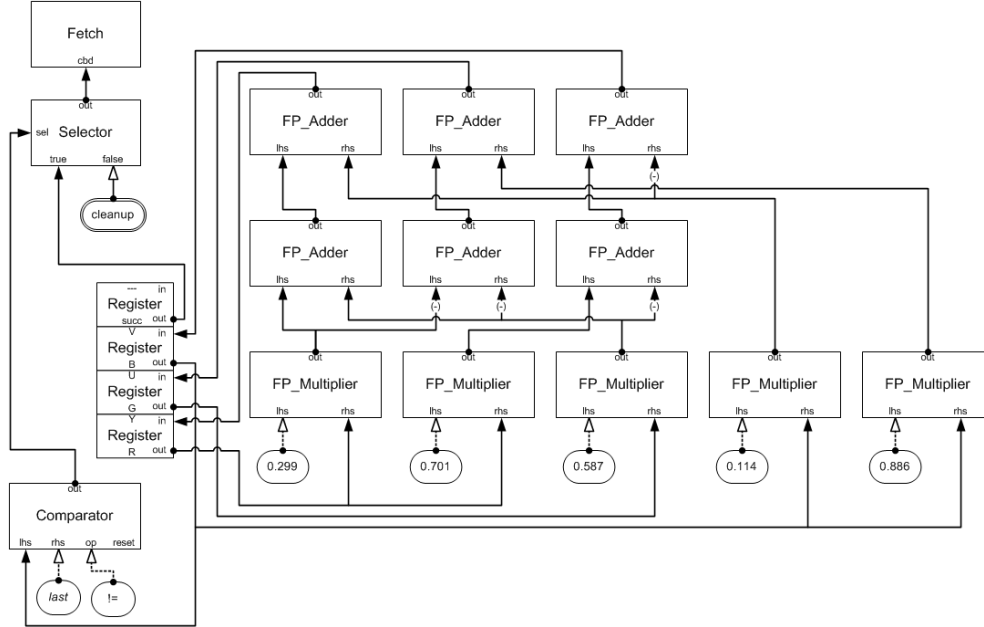 Fetch
cbd
out
sel Selector
true false
cleanup
out out out
FP_Adder FP_Adder FP_Adder
lhs rhs lhs rhs lhs rhs
(-)
out out out
FP_Adder FP_Adder FP_Adder
lhs rhs lhs rhs lhs rhs
(-) (-) (-)
--- in
Register
succ out
V in
Register
B out
U in
Register
G out
Y in
Register
R out
out out out out out
FP_Multiplier FP_Multiplier FP_Multiplier FP_Multiplier FP_Multiplier
lhs rhs lhs rhs lhs rhs lhs rhs lhs rhs
0.299 0.701 0.587 0.114 0.886
out
Comparator
lhs rhs op reset
last !=